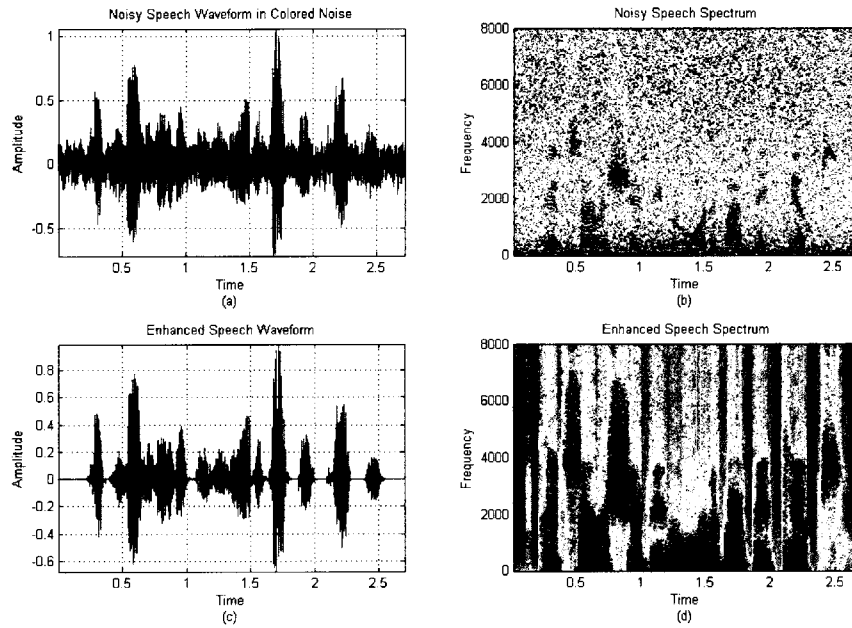 Noisy Speech Waveform in Colored Noise
Amplitude
1
0.5
0
-0.5
0.5 1 1.5 2 2.5
Time
(a)
Noisy Speech Spectrum
Frequency
8000
6000
4000
2000
0
0.5 1 1.5 2 2.5
Time
(b)
Enhanced Speech Waveform
Amplitude
0.8
0.6
0.4
0.2
0
-0.2
-0.4
-0.6
0.5 1 1.5 2 2.5
Time
(c)
Enhanced Speech Spectrum
Frequency
8000
6000
4000
2000
0
0.5 1 1.5 2 2.5
Time
(d)